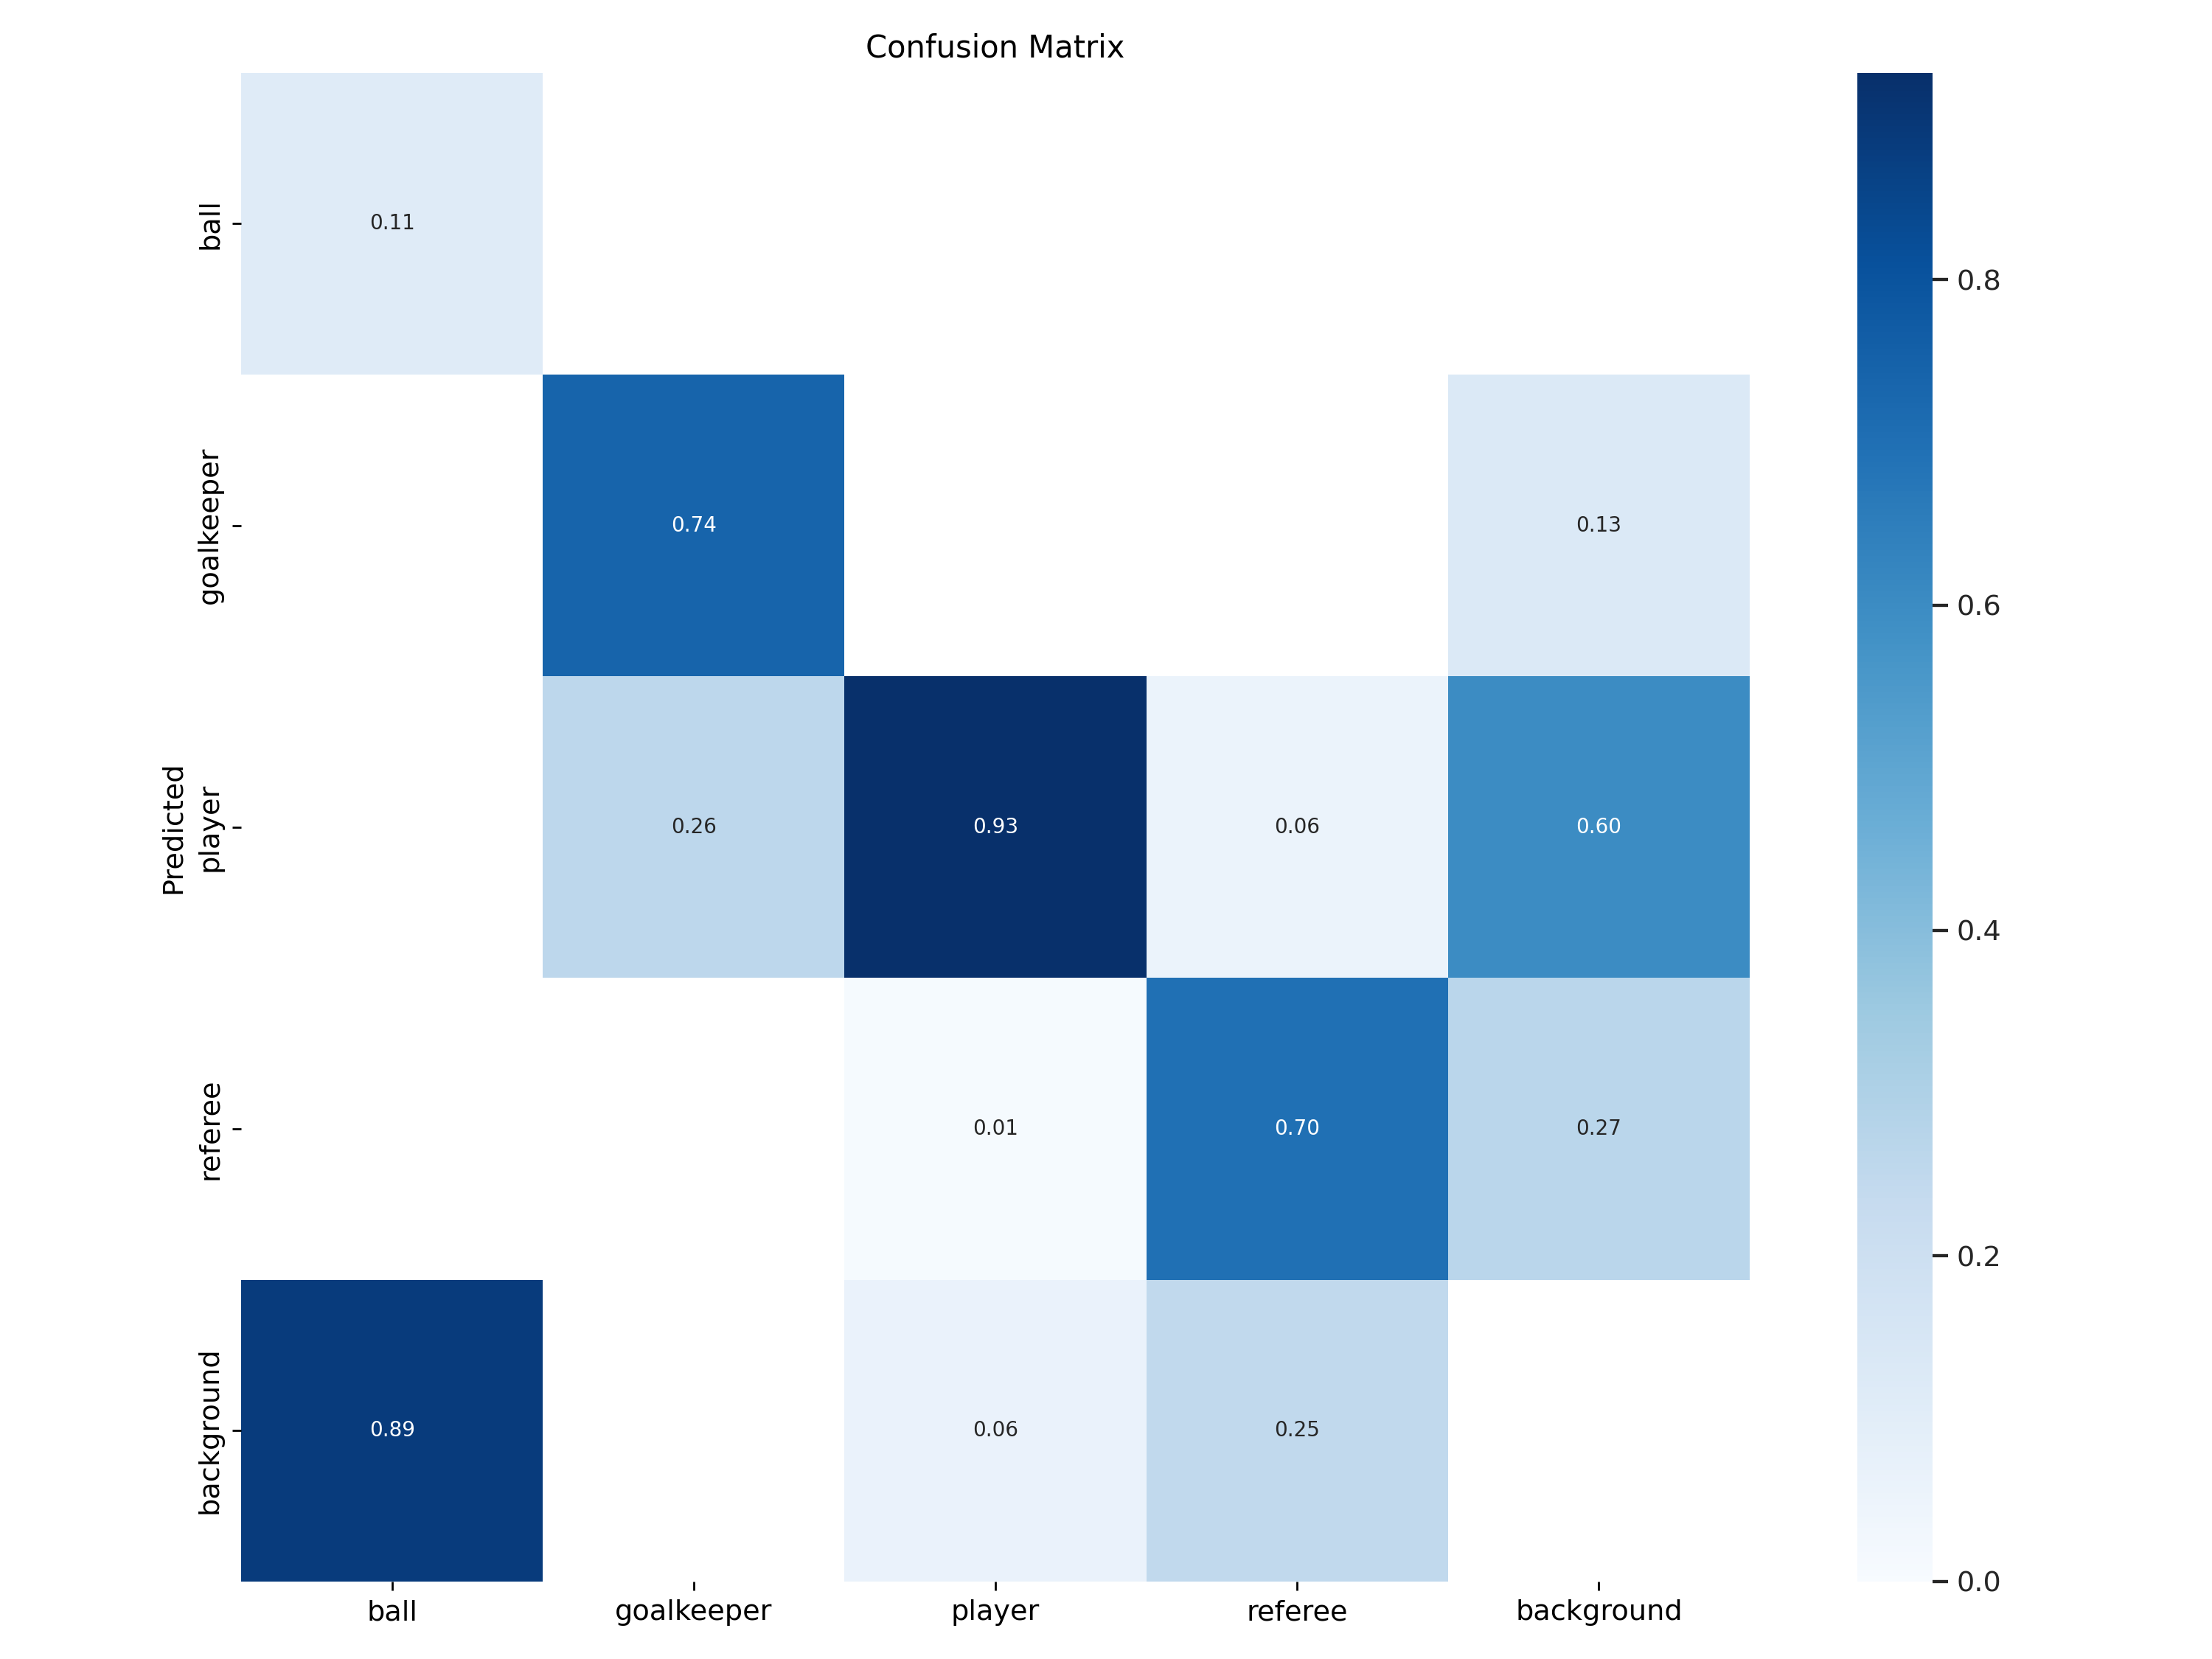 Confusion Matrix
ball
0.11
goalkeeper
0.74
0.13
Predicted
player
0.26
0.93
0.06
0.60
referee
0.01
0.70
0.27
background
0.89
0.06
0.25
ball
goalkeeper
player
referee
background
0.8
0.6
0.4
0.2
0.0